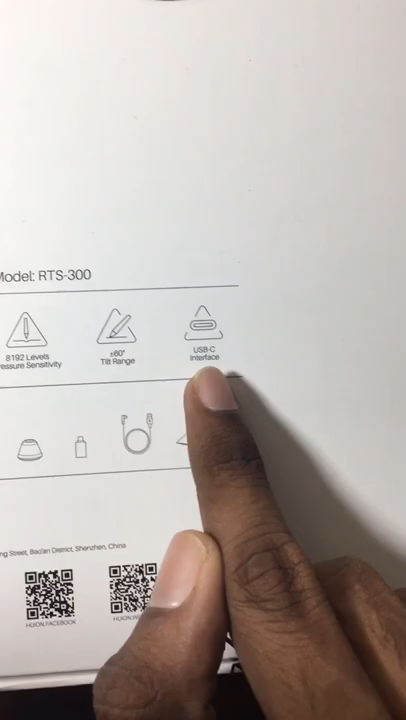 Model: RTS-300
8192 Levels
Pressure Sensitivity
±60°
Tilt Range
USB-C
Interface
Street, Bao'an District, Shenzhen, China
HUION FACEBOOK